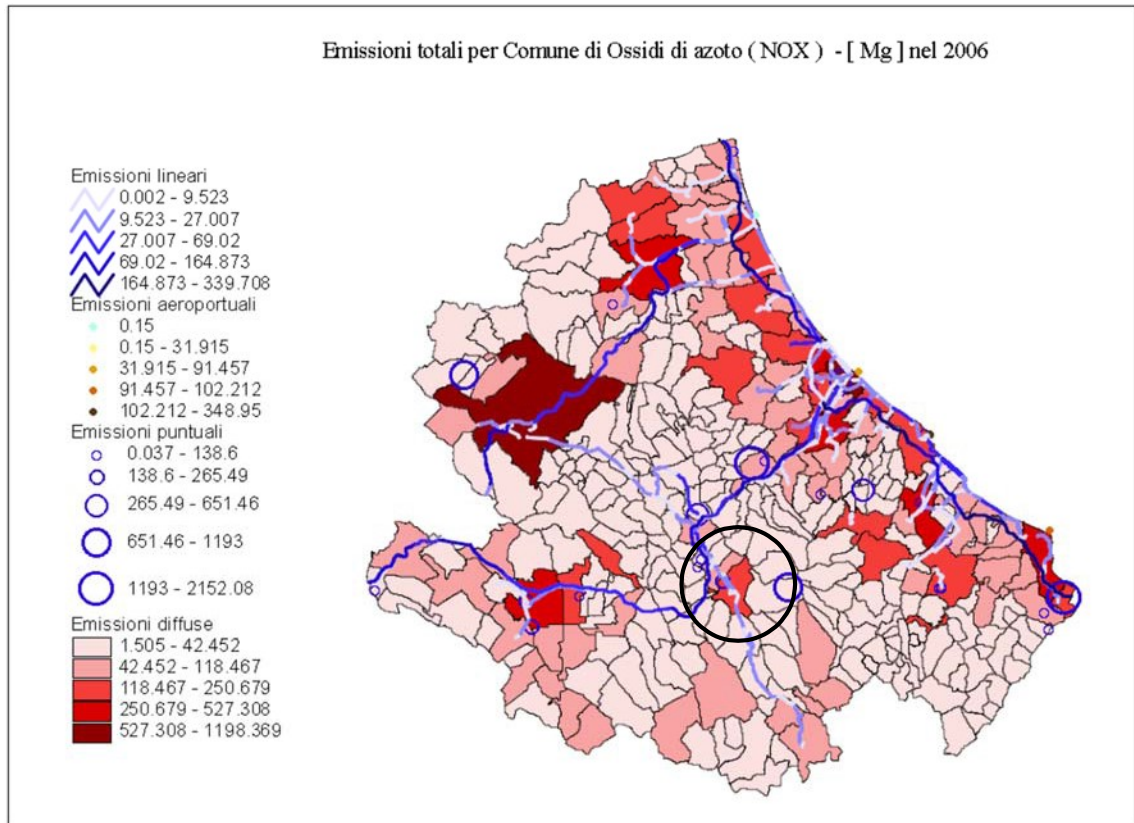 Emissioni totali per Comune di Ossidi di azoto ( NOX ) - [ Mg ] nel 2006
Emissioni lineari
0.002 - 9.523
9.523 - 27.007
27.007 - 69.02
69.02 - 164.873
164.873 - 339.708
Emissioni aeroportuali
0.15
0.15 - 31.915
31.915 - 91.457
91.457 - 102.212
102.212 - 348.95
Emissioni puntuali
0.037 - 138.6
138.6 - 265.49
265.49 - 651.46
651.46 - 1193
1193 - 2152.08
Emissioni diffuse
1.505 - 42.452
42.452 - 118.467
118.467 - 250.679
250.679 - 527.308
527.308 - 1198.369